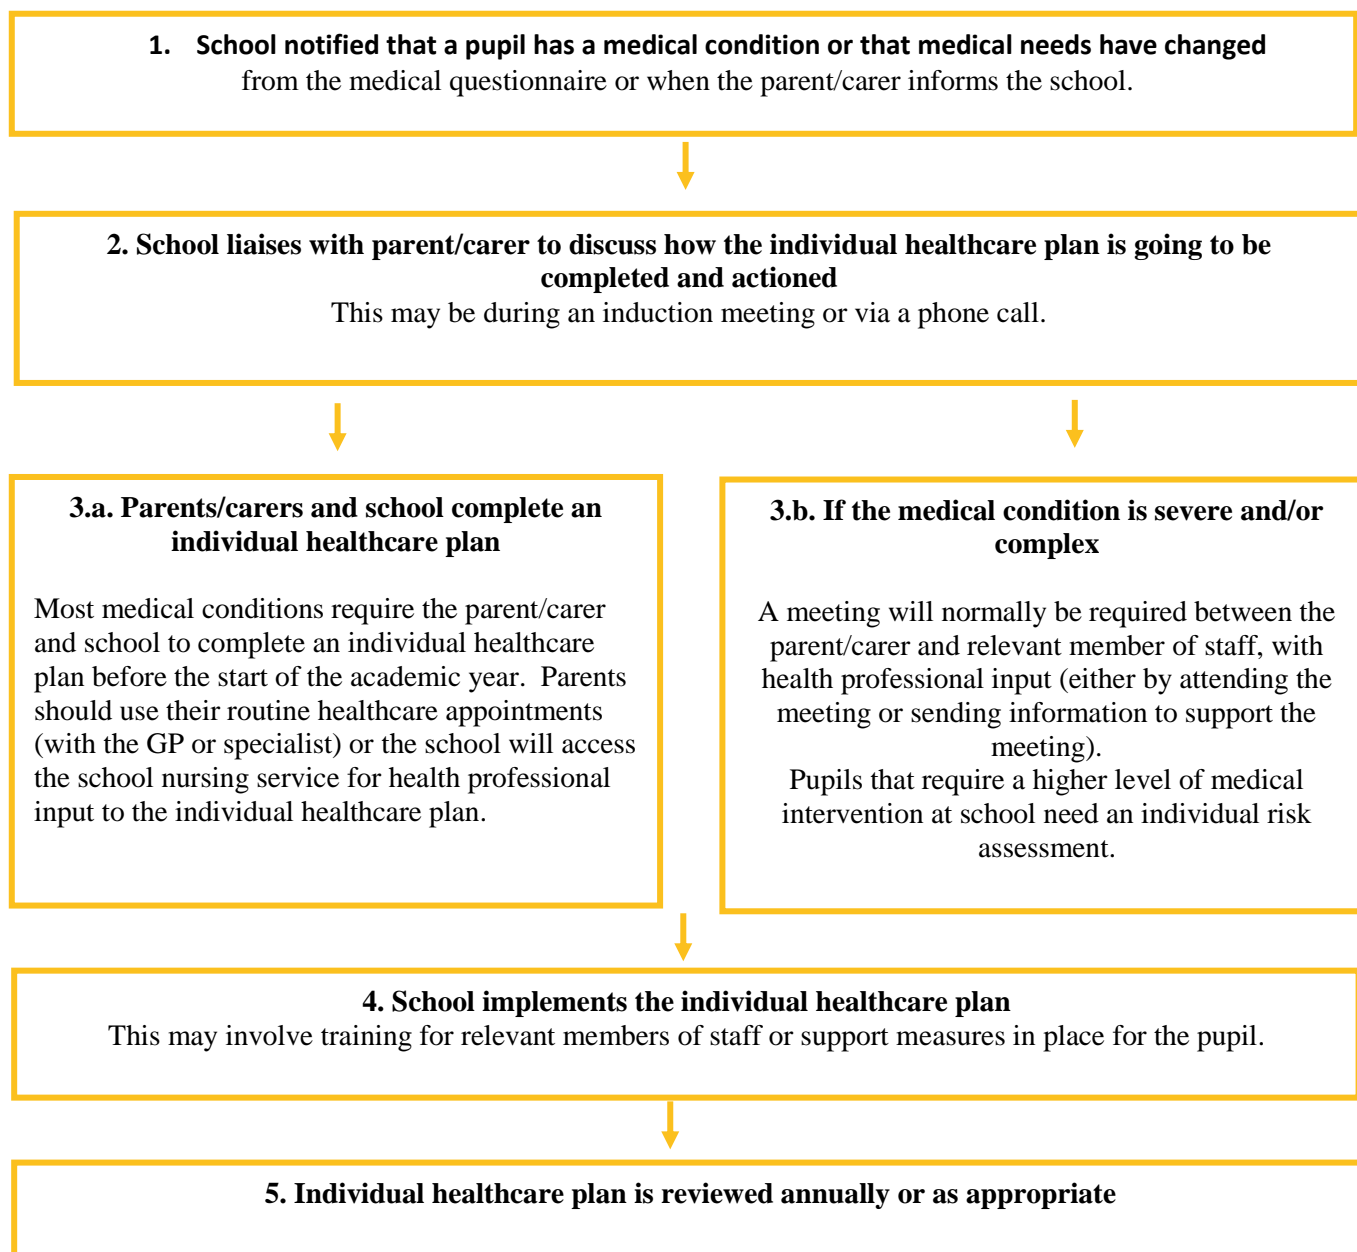 1. School notified that a pupil has a medical condition or that medical needs have changed
from the medical questionnaire or when the parent/carer informs the school.
2. School liaises with parent/carer to discuss how the individual healthcare plan is going to be
completed and actioned
This may be during an induction meeting or via a phone call.
3.a. Parents/carers and school complete an
individual healthcare plan
Most medical conditions require the parent/carer
and school to complete an individual healthcare
plan before the start of the academic year.  Parents
should use their routine healthcare appointments
(with the GP or specialist) or the school will access
the school nursing service for health professional
input to the individual healthcare plan.
3.b. If the medical condition is severe and/or
complex
A meeting will normally be required between the
parent/carer and relevant member of staff, with
health professional input (either by attending the
meeting or sending information to support the
meeting).
Pupils that require a higher level of medical
intervention at school need an individual risk
assessment.
4. School implements the individual healthcare plan
This may involve training for relevant members of staff or support measures in place for the pupil.
5. Individual healthcare plan is reviewed annually or as appropriate